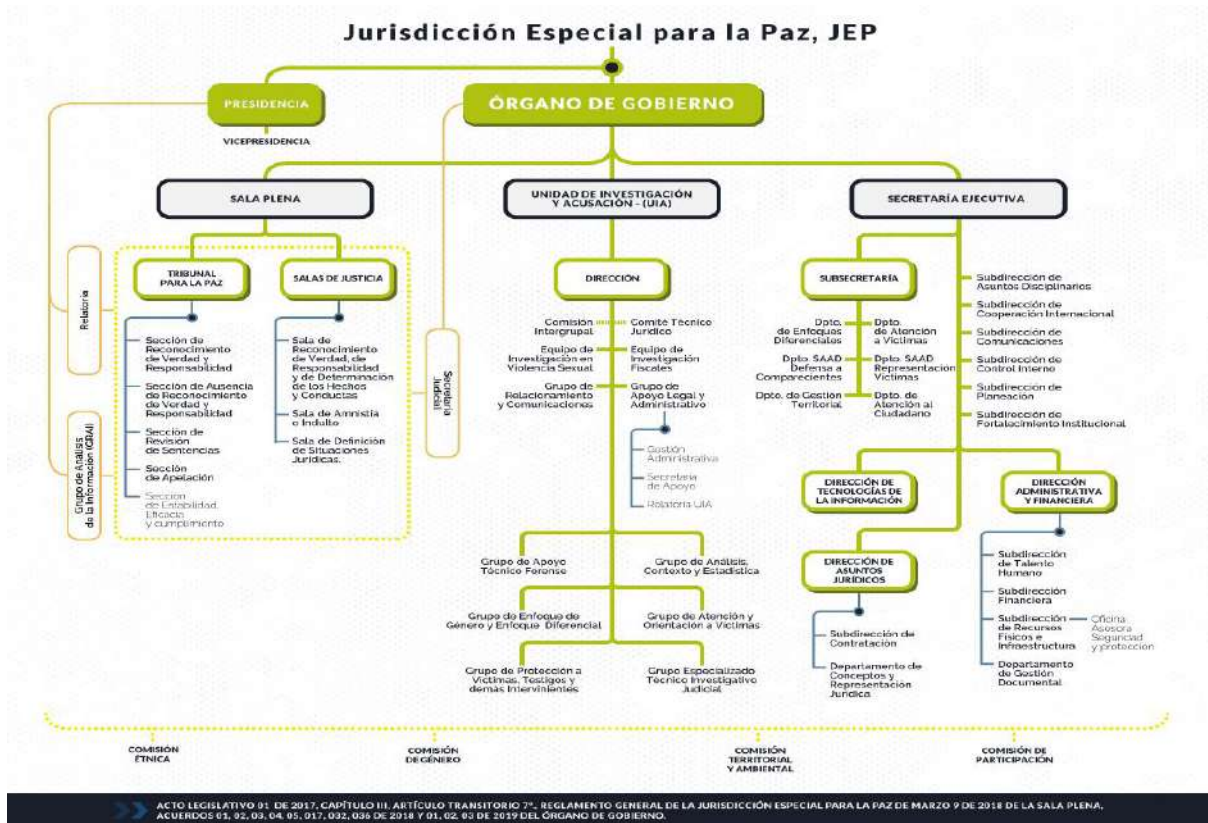 Jurisdicción Especial para la Paz, JEP
PRESIDENCIA
VICEPRESIDENCIA
ÓRGANO DE GOBIERNO
SALA PLENA
UNIDAD DE INVESTIGACIÓN
Y ACUSACIÓN - (UIA)
SECRETARÍA EJECUTIVA
Relatoría
Grupo de Análisis
de la Información (GRAI)
TRIBUNAL
PARA LA PAZ
Sección de
Reconocimiento
de Verdad y
Responsabilidad
Sección de Ausencia
de Reconocimiento
de Verdad y
Responsabilidad
Sección de
Revisión
de Sentencias
Sección de
Apelación
Sección
de Estabilidad,
Eficacia
y cumplimiento
SALAS DE JUSTICIA
Sala de
Reconocimiento
de Verdad, de
Responsabilidad
y de Determinación
de los Hechos y
Conductas
Sala de Amnistía
o Indulto
Sala de Definición
de Situaciones
Jurídicas.
Secretaría
Judicial
DIRECCIÓN
Comisión
Intergrupal
Comité Técnico
Jurídico
Equipo de
Investigación en
Violencia Sexual
Equipo de
Investigación
Fiscales
Grupo de
Relacionamiento
y Comunicaciones
Grupo de
Apoyo Legal y
Administrativo
Gestión
Administrativa
Secretaria
de Apoyo
Relatoría UIA
Grupo de Apoyo
Técnico Forense
Grupo de Análisis,
Contexto y Estadística
Grupo de Enfoque de
Género y Enfoque Diferencial
Grupo de Atención y
Orientación a Víctimas
Grupo de Protección a
Víctimas, Testigos y
demás Intervinientes
Grupo Especializado
Técnico Investigativo
Judicial
SUBSECRETARÍA
Dpto.
de Enfoques
Diferenciales
Dpto.
de Atención
a Víctimas
Dpto. SAAD
Defensa a
Comparecientes
Dpto. SAAD
Representación
Víctimas
Dpto. de Gestión
Territorial
Dpto. de
Atención al
Ciudadano
Subdirección de
Asuntos Disciplinarios
Subdirección de
Cooperación Internacional
Subdirección de
Comunicaciones
Subdirección de
Control Interno
Subdirección de
Planeación
Subdirección de
Fortalecimiento Institucional
DIRECCIÓN DE
TECNOLOGÍAS DE
LA INFORMACIÓN
DIRECCIÓN
ADMINISTRATIVA
Y FINANCIERA
DIRECCIÓN DE
ASUNTOS
JURÍDICOS
Subdirección de
Contratación
Departamento de
Conceptos y
Representación
Jurídica
Subdirección
de Talento
Humano
Subdirección
Financiera
Subdirección
de Recursos
Físicos e
Infraestructura
Oficina
Asesora
Seguridad
y protección
Departamento
de Gestión
Documental
COMISIÓN
ÉTNICA
COMISIÓN
DE GÉNERO
COMISIÓN
TERRITORIAL
Y AMBIENTAL
COMISIÓN DE
PARTICIPACIÓN
ACTO LEGISLATIVO 01 DE 2017, CAPÍTULO III, ARTÍCULO TRANSITORIO 7º., REGLAMENTO GENERAL DE LA JURISDICCIÓN ESPECIAL PARA LA PAZ DE MARZO 9 DE 2018 DE LA SALA PLENA,
ACUERDOS 01, 02, 03, 04, 05, 017, 032, 036 DE 2018 Y 01, 02, 03 DE 2019 DEL ÓRGANO DE GOBIERNO.